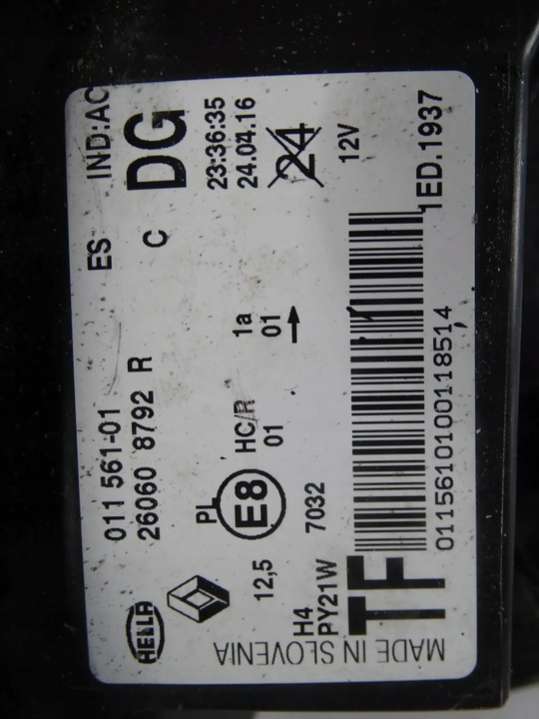 011 561-01 ES IND:AC
26060 8792 R C DG
HELLA
PL
E8
HC/R
01
1a
01
23:36:35
24.04.16
24
12V
12,5
7032
H4
PY21W
TF
1ED.1937
01156101001118514
MADE IN SLOVENIA